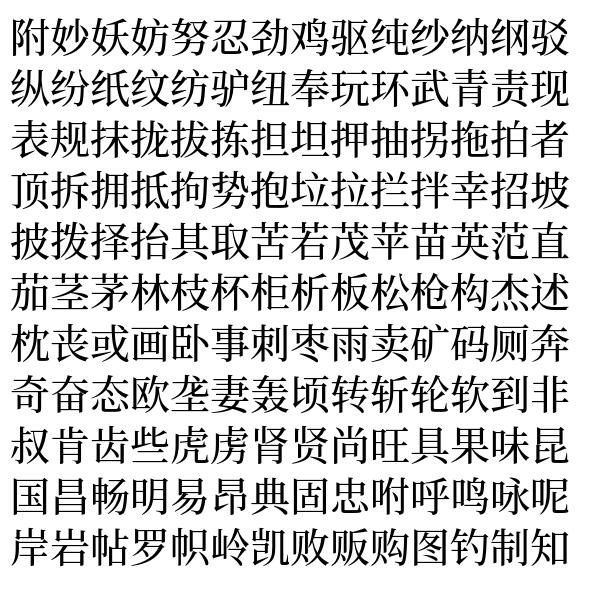 附妙妖妨努忍劲鸡驱纯纱纳纲驳
纵纷纸纹纺驴纽奉玩环武青责现
表规抹拢拔拣担坦押抽拐拖拍者
顶拆拥抵拘势抱垃拉拦拌幸招坡
披拨择抬其取苦若茂苹苗英范直
茄茎茅林枝杯柜析板松枪构杰述
枕丧或画卧事刺枣雨卖矿码厕奔
奇奋态欧垄妻轰顷转斩轮软到非
叔肯齿些虎虏肾贤尚旺具果味昆
国昌畅明易昂典固忠咐呼鸣咏呢
岸岩帖罗帜岭凯败贩购图钓制知